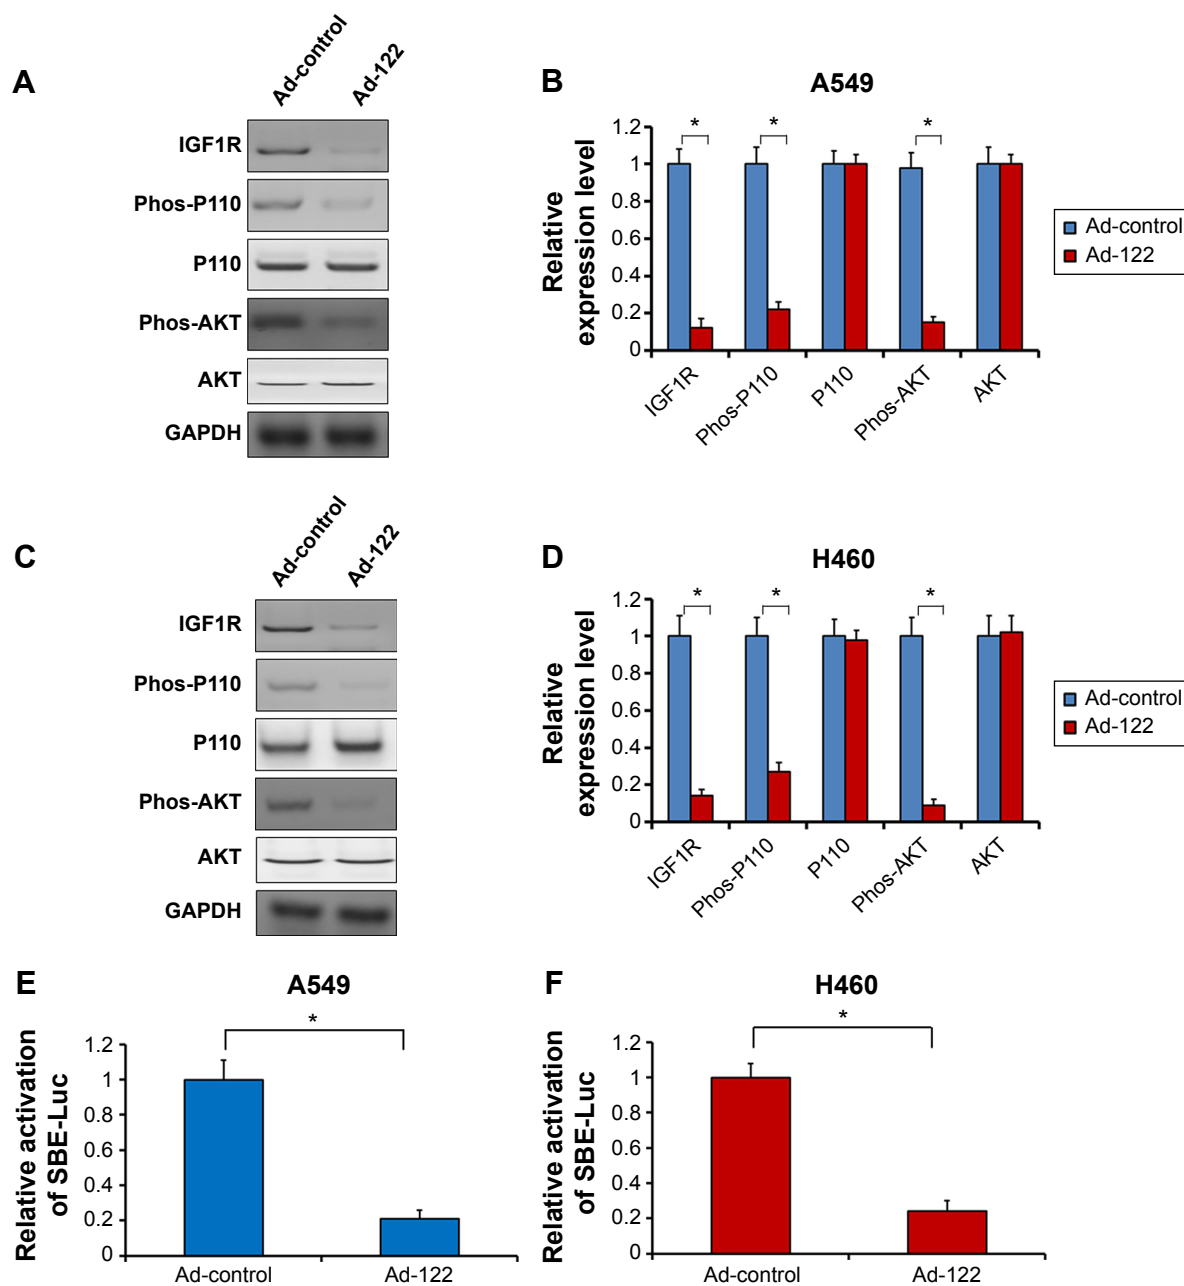 A
Ad-control
Ad-122
IGF1R
Phos-P110
P110
Phos-AKT
AKT
GAPDH
B
A549
*
*
*
Relative
expression level
1.2
1
0.8
0.6
0.4
0.2
0
IGF1R
Phos-P110
P110
Phos-AKT
AKT
Ad-control
Ad-122
C
Ad-control
Ad-122
IGF1R
Phos-P110
P110
Phos-AKT
AKT
GAPDH
D
H460
*
*
*
Relative
expression level
1.2
1
0.8
0.6
0.4
0.2
0
IGF1R
Phos-P110
P110
Phos-AKT
AKT
Ad-control
Ad-122
E
A549
*
Relative activation
of SBE-Luc
1.2
1
0.8
0.6
0.4
0.2
0
Ad-control
Ad-122
F
H460
*
Relative activation
of SBE-Luc
1.2
1
0.8
0.6
0.4
0.2
0
Ad-control
Ad-122